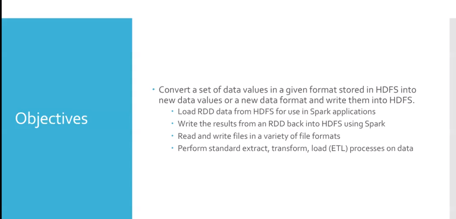 Objectives
Convert a set of data values in a given format stored in HDFS into
new data values or a new data format and write them into HDFS.
Load RDD data from HDFS for use in Spark applications
Write the results from an RDD back into HDFS using Spark
Read and write files in a variety of file formats
Perform standard extract, transform, load (ETL) processes on data